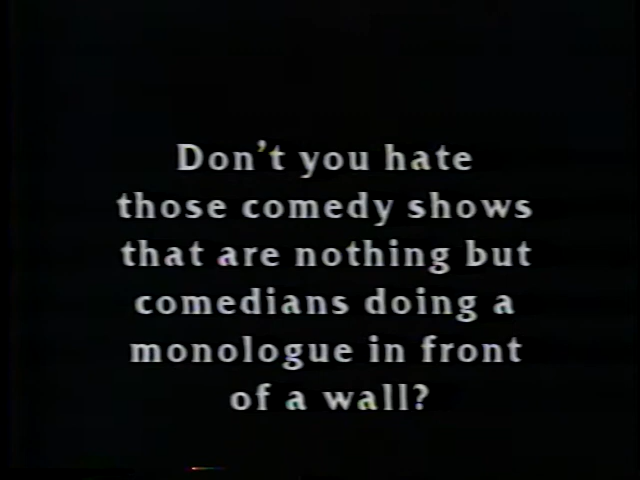 Don't you hate
those comedy shows
that are nothing but
comedians doing a
monologue in front
of a wall?